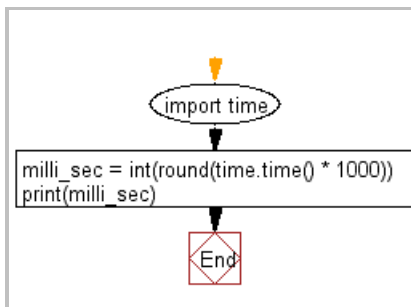 import time
milli_sec = int(round(time.time() * 1000))
print(milli_sec)
End